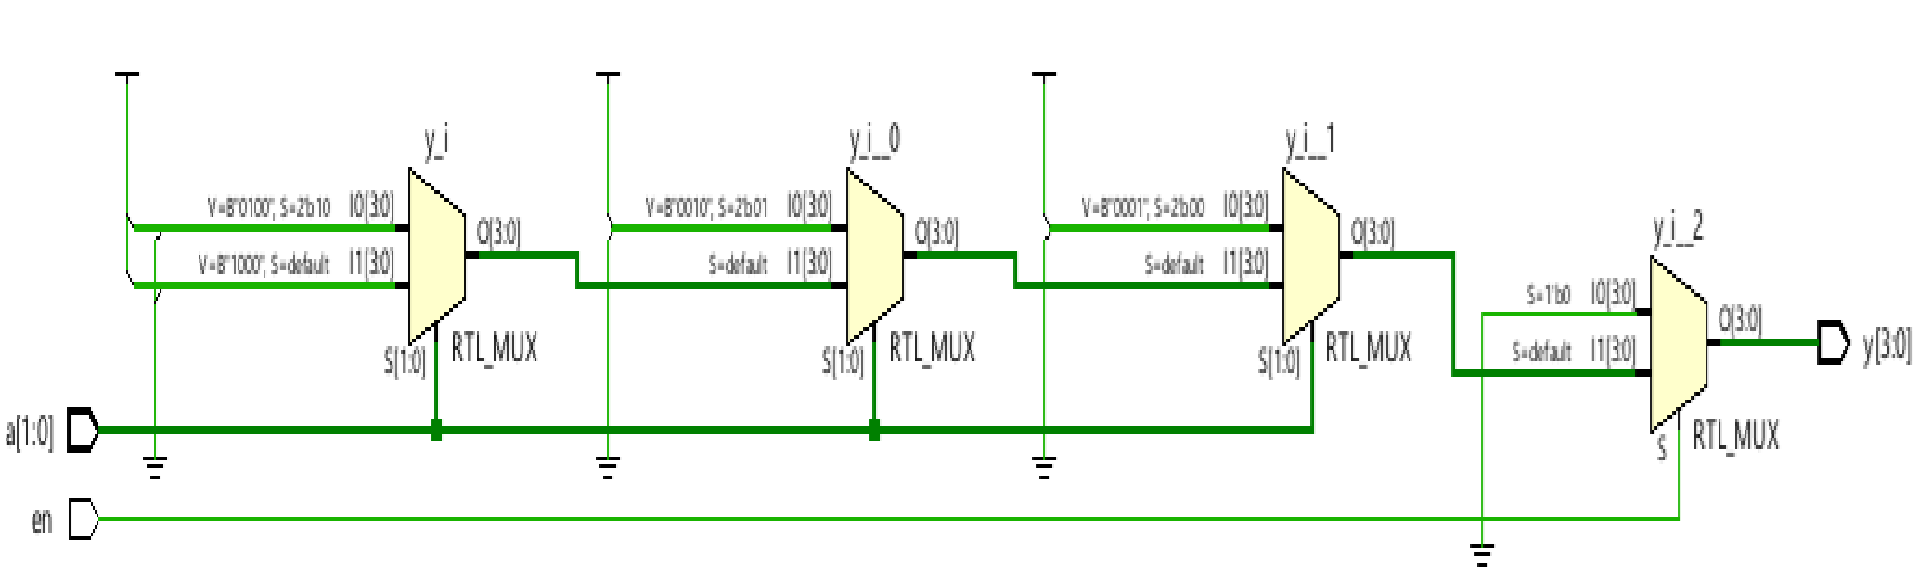 y_i
V=B"0100", S=2'b10 I0[3:0]
V=B"1000", S=default I1[3:0]
O[3:0]
S[1:0]
RTL_MUX
y_i__0
V=B"0010", S=2'b01 I0[3:0]
S=default I1[3:0]
O[3:0]
S[1:0]
RTL_MUX
y_i__1
V=B"0001", S=2'b00 I0[3:0]
S=default I1[3:0]
O[3:0]
S[1:0]
RTL_MUX
y_i__2
S=1'b0 I0[3:0]
S=default I1[3:0]
O[3:0]
S
RTL_MUX
y[3:0]
a[1:0]
en